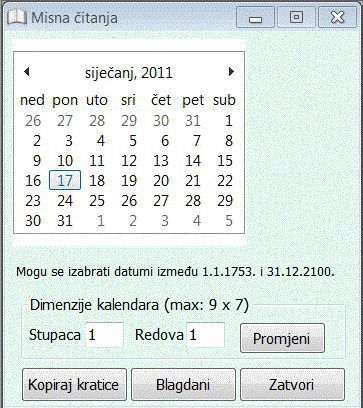 Misna čitanja
siječanj, 2011
ned pon uto sri čet pet sub
26 27 28 29 30 31 1
2 3 4 5 6 7 8
9 10 11 12 13 14 15
16 17 18 19 20 21 22
23 24 25 26 27 28 29
30 31 1 2 3 4 5
Mogu se izabrati datumi između 1.1.1753. i 31.12.2100.
Dimenzije kalendara (max: 9 x 7)
Stupaca 1 Redova 1 Promjeni
Kopiraj kratice Blagdani Zatvori